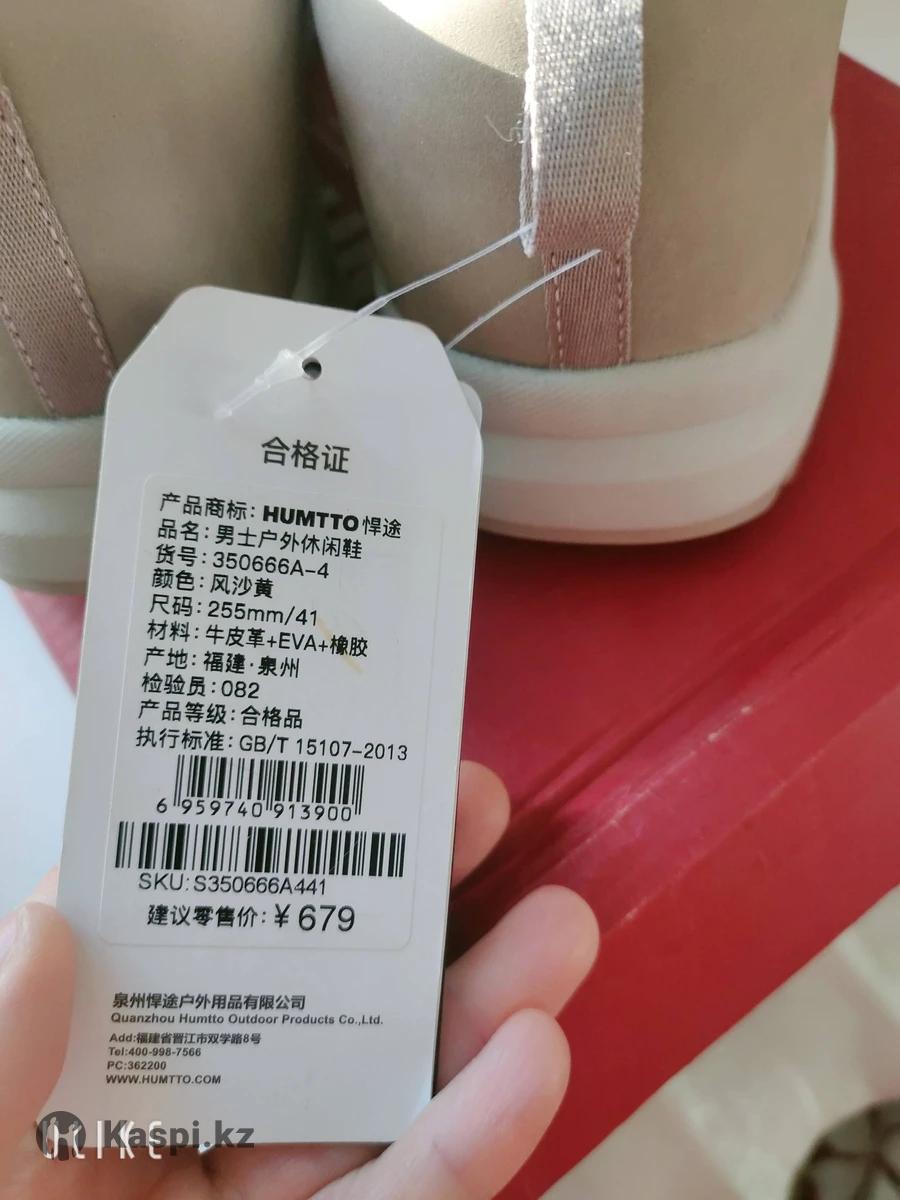 合格证
产品商标: HUMTTO 悍途
品名: 男士户外休闲鞋
货号: 350666A-4
颜色: 风沙黄
尺码: 255mm/41
材料: 牛皮革+EVA+橡胶
产地: 福建·泉州
检验员: 082
产品等级: 合格品
执行标准: GB/T 15107-2013
6 959740 913900
SKU: S350666A441
建议零售价: ¥ 679
泉州悍途户外用品有限公司
Quanzhou Humtto Outdoor Products Co.,Ltd.
Add:福建省晋江市双学路8号
Tel:400-998-7566
PC:362200
WWW.HUMTTO.COM
Kaspi.kz